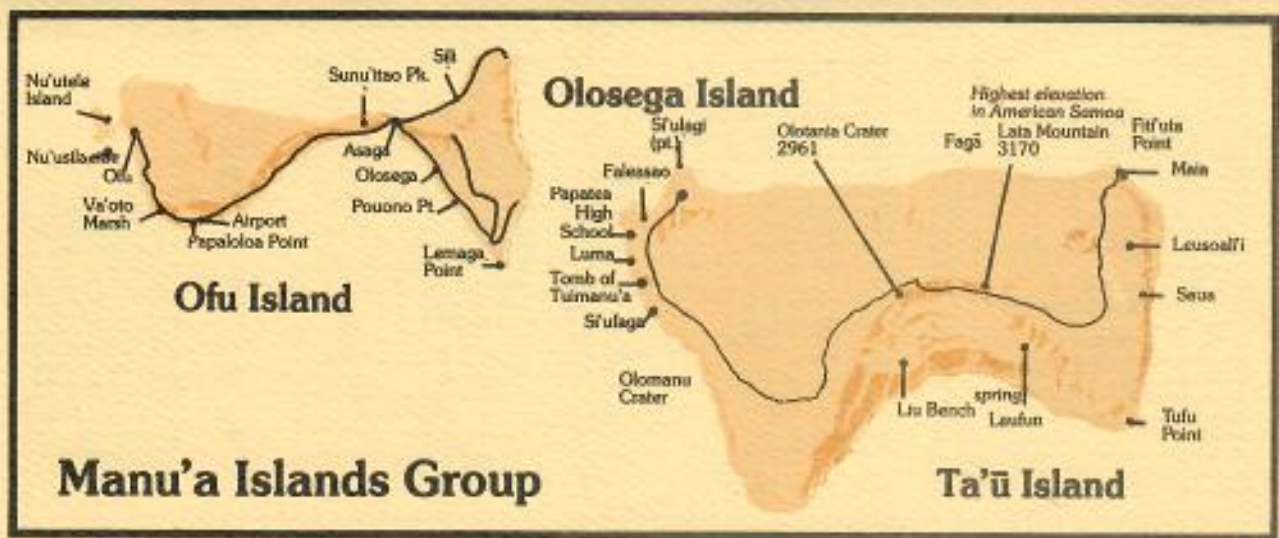 Nu'utele
Island
Ofu
Va'oto
Marsh
Airport
Papaloloa Point
Sunu'itao Pk.
Sili
Asaga
Olosega
Pouono Pt.
Lemaga
Point
Ofu Island
Olosega Island
Si'ulagi
(pt.)
Faleasao
Papatea
High
School
Luma
Tomb of
Tuimanu'a
Si'ufaga
Olomanu
Crater
Olotania Crater
2961
Highest elevation
in American Samoa
Fagā
Lata Mountain
3170
Fiti'uta
Point
Maia
Leusoali'i
Saua
Tufu
Point
Liu Bench
spring
Laufuti
Manu'a Islands Group
Ta'ū Island